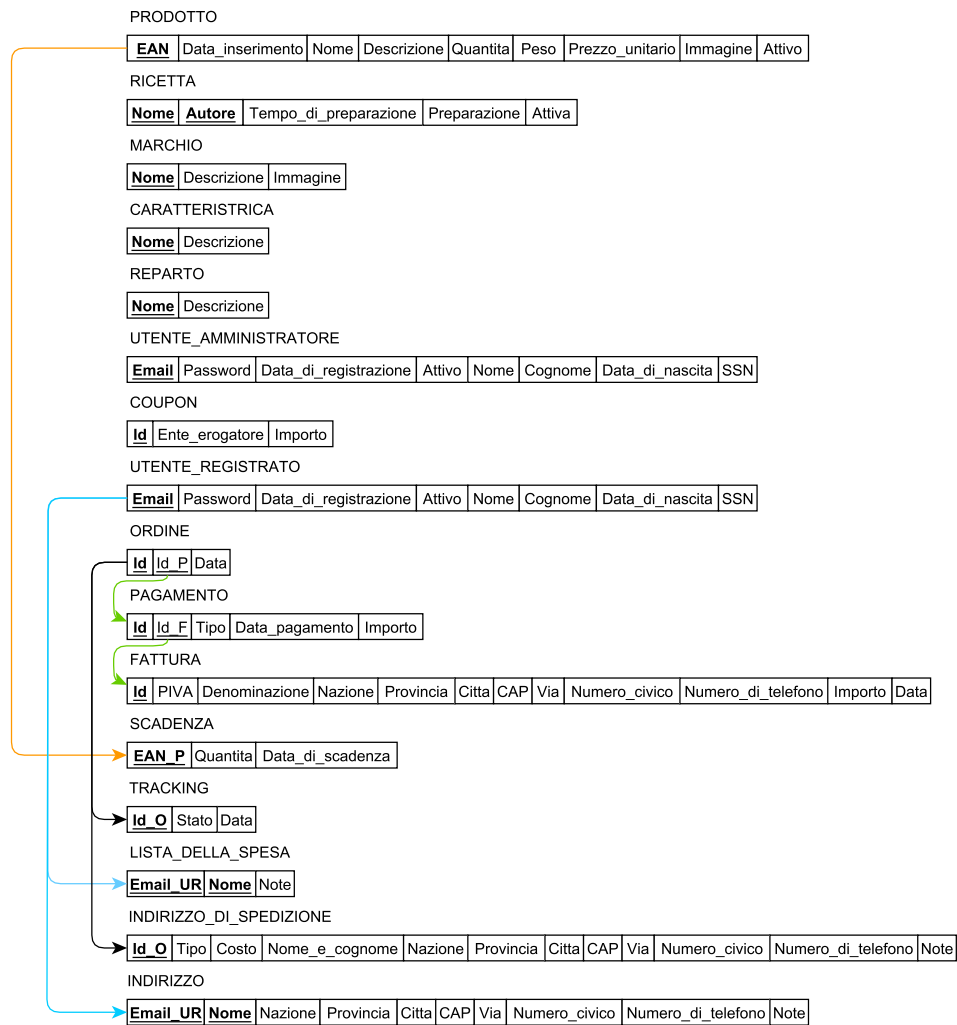 PRODOTTO
EAN Data_inserimento Nome Descrizione Quantita Peso Prezzo_unitario Immagine Attivo
RICETTA
Nome Autore Tempo_di_preparazione Preparazione Attiva
MARCHIO
Nome Descrizione Immagine
CARATTERISTRICA
Nome Descrizione
REPARTO
Nome Descrizione
UTENTE_AMMINISTRATORE
Email Password Data_di_registrazione Attivo Nome Cognome Data_di_nascita SSN
COUPON
Id Ente_erogatore Importo
UTENTE_REGISTRATO
Email Password Data_di_registrazione Attivo Nome Cognome Data_di_nascita SSN
ORDINE
Id Id_P Data
PAGAMENTO
Id Id_F Tipo Data_pagamento Importo
FATTURA
Id PIVA Denominazione Nazione Provincia Citta CAP Via Numero_civico Numero_di_telefono Importo Data
SCADENZA
EAN_P Quantita Data_di_scadenza
TRACKING
Id_O Stato Data
LISTA_DELLA_SPESA
Email_UR Nome Note
INDIRIZZO_DI_SPEDIZIONE
Id_O Tipo Costo Nome_e_cognome Nazione Provincia Citta CAP Via Numero_civico Numero_di_telefono Note
INDIRIZZO
Email_UR Nome Nazione Provincia Citta CAP Via Numero_civico Numero_di_telefono Note